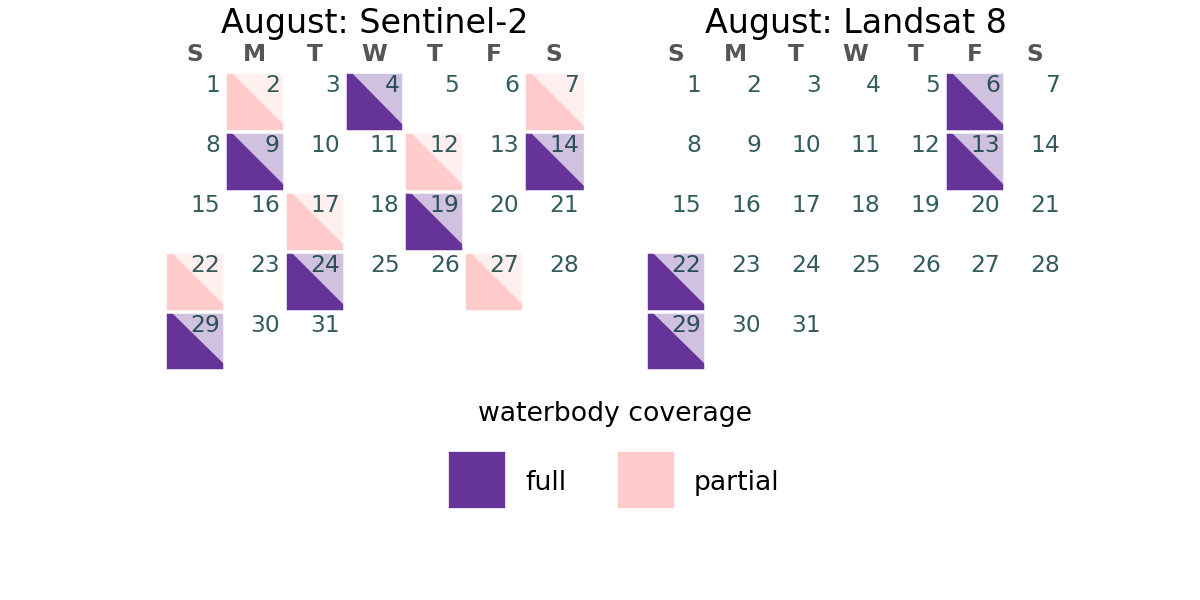 August: Sentinel-2
S M T W T F S
1 2 3 4 5 6 7
8 9 10 11 12 13 14
15 16 17 18 19 20 21
22 23 24 25 26 27 28
29 30 31
August: Landsat 8
S M T W T F S
1 2 3 4 5 6 7
8 9 10 11 12 13 14
15 16 17 18 19 20 21
22 23 24 25 26 27 28
29 30 31
waterbody coverage
full
partial